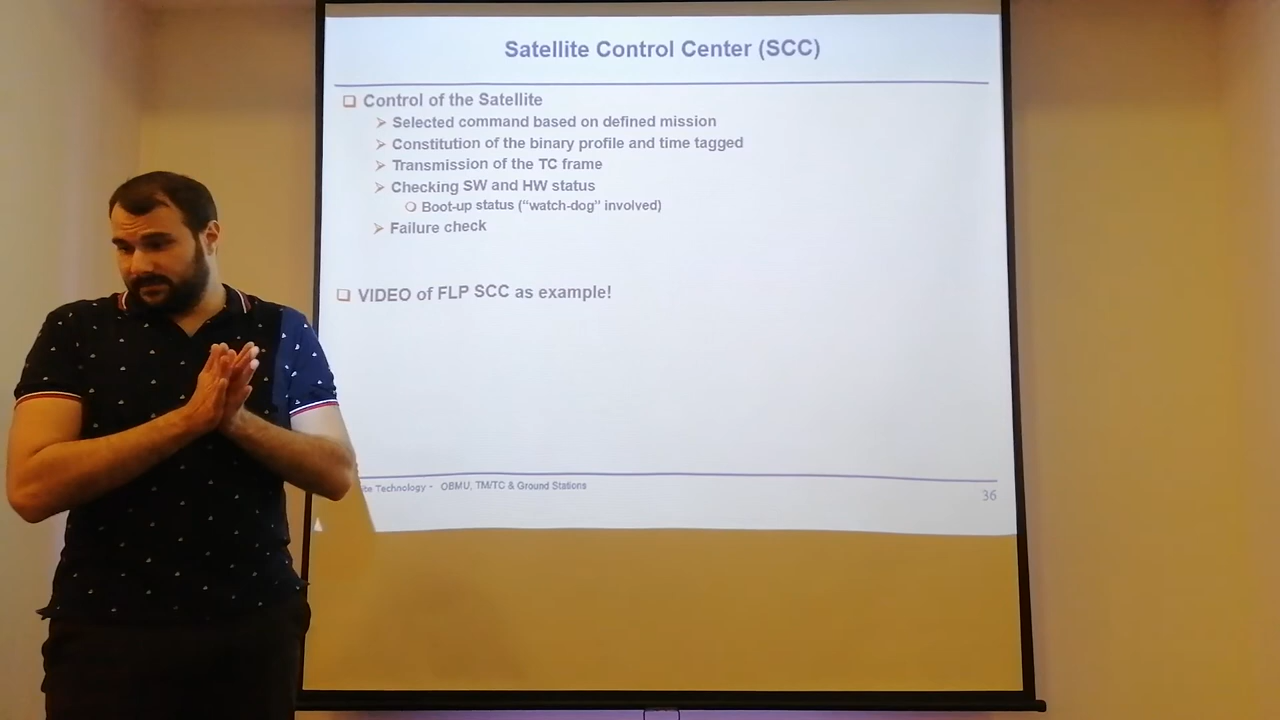 Satellite Control Center (SCC)
Control of the Satellite
Selected command based on defined mission
Constitution of the binary profile and time tagged
Transmission of the TC frame
Checking SW and HW status
Boot-up status (“watch-dog” involved)
Failure check
VIDEO of FLP SCC as example!
Technology - OBMU, TM/TC & Ground Stations
36